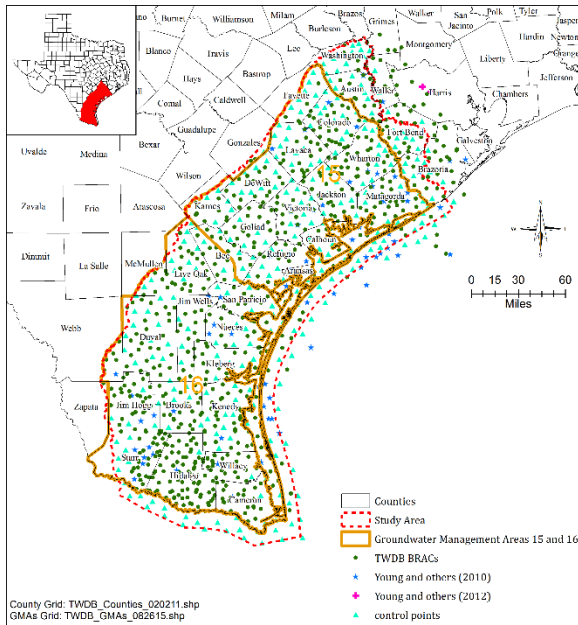 Burnet
Williamson
Milam
Brazos
Grimes
Walker
San Jacinto
Polk
Tyler
Jasper
Newton
Burleson
Montgomery
Hardin
Blanco
Travis
Lee
Washington
Liberty
Orange
Hays
Bastrop
Austin
Waller
Harris
Chambers
Jefferson
Comal
Caldwell
Fayette
Colorado
Fort Bend
Galveston
Guadalupe
Gonzales
Lavaca
Wharton
Brazoria
Uvalde
Medina
Bexar
Wilson
DeWitt
15
Jackson
Matagorda
Zavala
Frio
Atascosa
Karnes
Victoria
Goliad
Calhoun
Dimmit
La Salle
McMullen
Bee
Refugio
Aransas
Live Oak
Jim Wells
San Patricio
Webb
Duval
Nueces
Kleberg
16
Zapata
Jim Hogg
Brooks
Kenedy
Starr
Willacy
Hidalgo
Cameron
N
W
S
0 15 30 60
Miles
Counties
Study Area
Groundwater Management Areas 15 and 16
TWDB BRACs
Young and others (2010)
Young and others (2012)
control points
County Grid: TWDB_Counties_020211.shp
GMAs Grid: TWDB_GMAs_082615.shp